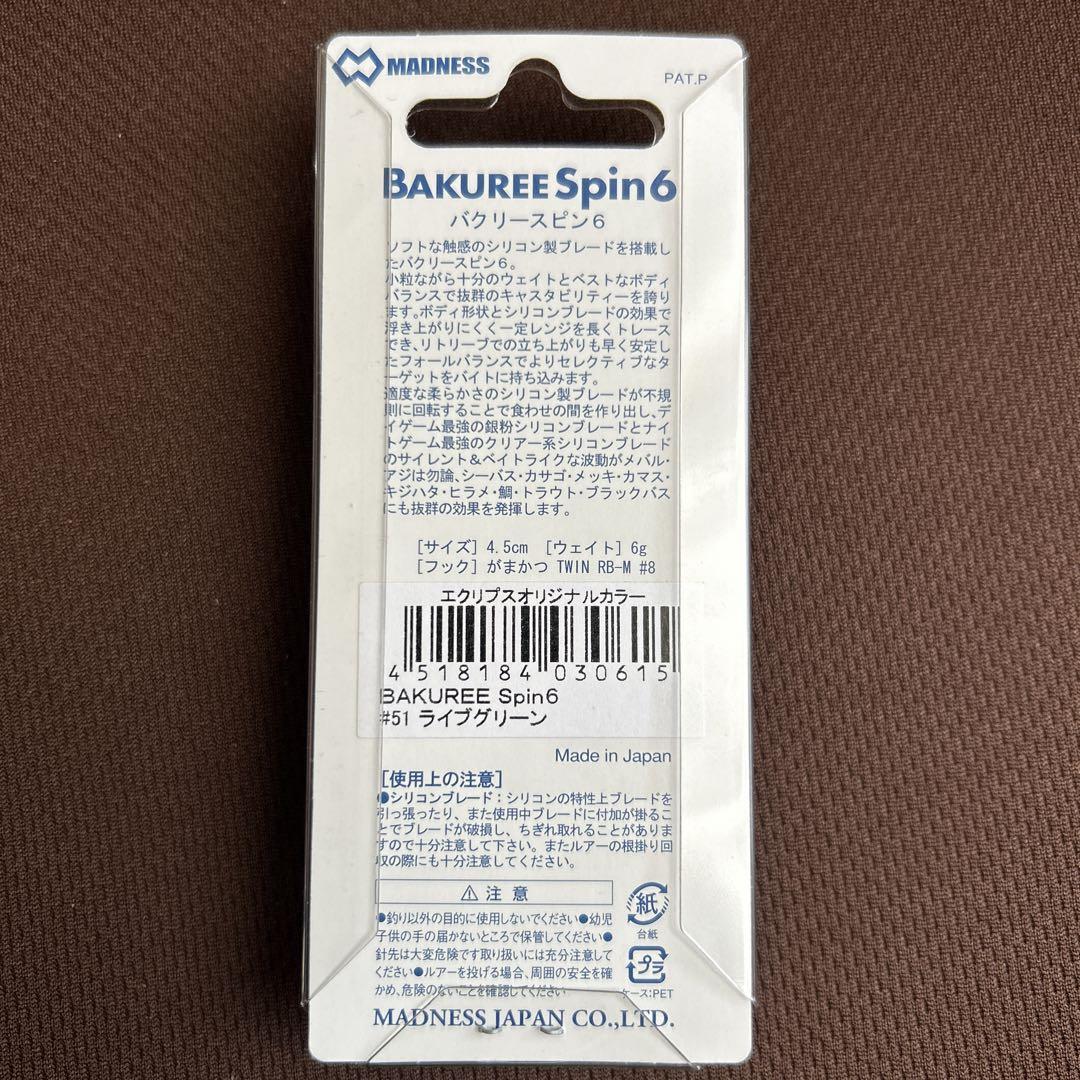 MADNESS
PAT.P
BAKUREE Spin6
バクリースピン6
ソフトな触感のシリコン製ブレードを搭載し
たバクリースピン6。
小粒ながら十分のウェイトとベストなボディ
バランスで抜群のキャスタビリティーを誇り
ます。ボディ形状とシリコンブレードの効果で
浮き上がりにくく一定レンジを長くトレース
でき、リトリーブでの立ち上がりも早く安定し
たフォールバランスでよりセレクティブなタ
ーゲットをバイトに持ち込みます。
適度な柔らかさのシリコン製ブレードが不規
則に回転することで食わせの間を作り出し、デ
イゲーム最強の銀粉シリコンブレードとナイ
トゲーム最強のクリアー系シリコンブレード
のサイレント＆ベイトライクな波動がメバル・
アジは勿論、シーバス・カサゴ・メッキ・カマス・
キジハタ・ヒラメ・鯛・トラウト・ブラックバス
にも抜群の効果を発揮します。
[サイズ] 4.5cm [ウェイト] 6g
[フック] がまかつ TWIN RB-M #8
エクリプスオリジナルカラー
4 518184 030615
BAKUREE Spin6
#51 ライブグリーン
Made in Japan
[使用上の注意]
●シリコンブレード：シリコンの特性上ブレードを
引っ張ったり、また使用中ブレードに付加が掛るこ
とでブレードが破損し、ちぎれ取れることがありま
すので十分注意して下さい。またルアーの根掛り回
収の際にも十分注意してください。
⚠注意
●釣り以外の目的に使用しないでください●幼児
子供の手の届かないところで保管してください●
針先は大変危険です取り扱いには充分注意して
ください●ルアーを投げる場合、周囲の安全を確
かめ、危険のないことを確認してください
紙
台紙
プラ
ケース:PET
MADNESS JAPAN CO.,LTD.